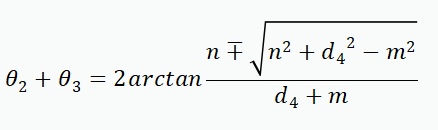 θ₂ + θ₃ = 2arctan (n ∓ √(n² + d₄² − m²)) / (d₄ + m)